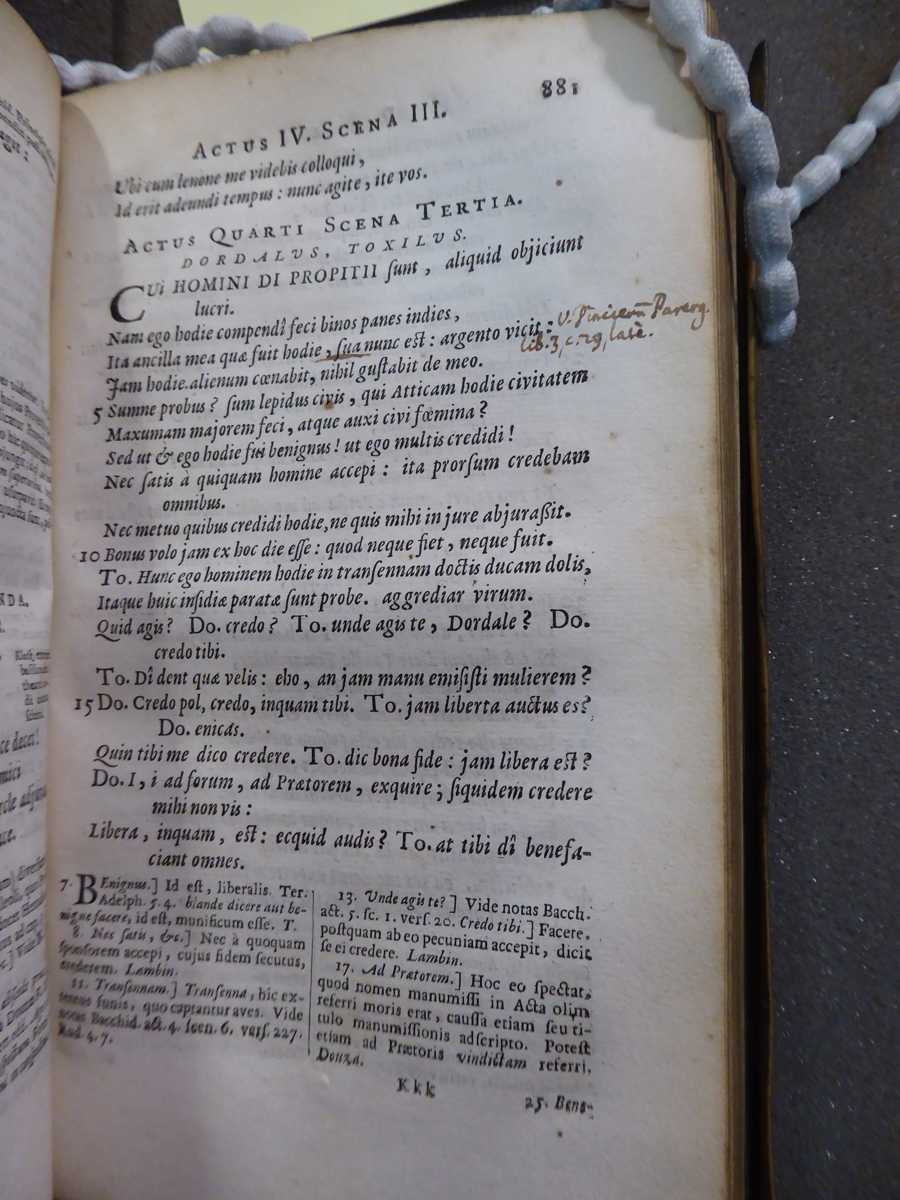 ACTUS IV. SCENA III. 881
Ubi cum lenone me videbis colloqui,
Id erit adeundi tempus: nunc agite, ite vos.
ACTUS QUARTI SCENA TERTIA.
DORDALUS, TOXILUS.
CUi HOMINI DI PROPITII sunt, aliquid objiciunt
lucri.
Nam ego hodie compendî feci binos panes indies,
Ita ancilla mea quæ fuit hodie, sua nunc est: argento vicit: v.
Parerg.
lib. 3, c. 29, latè.
Jam hodie alienum cœnabit, nihil gustabit de meo.
5 Sumne probus? sum lepidus civis, qui Atticam hodie civitatem
Maxumam majorem feci, atque auxi civi fœmina?
Sed ut & ego hodie fui benignus! ut ego multis credidi!
Nec satis à quiquam homine accepi: ita prorsum credebam
omnibus.
Nec metuo quibus credidi hodie, ne quis mihi in jure abjuraßit.
10 Bonus volo jam ex hoc die esse: quod neque fiet, neque fuit.
To. Hunc ego hominem hodie in transennam doctis ducam dolis,
Itaque huic insidiæ paratæ sunt probe. aggrediar virum.
Quid agis? Do. credo? To. unde agis te, Dordale? Do.
credo tibi.
To. Dî dent quæ velis: eho, an jam manu emisisti mulierem?
15 Do. Credo pol, credo, inquam tibi. To. jam liberta auctus es?
Do. enicas.
Quin tibi me dico credere. To. dic bona fide: jam libera est?
Do. I, i ad forum, ad Prætorem, exquire; siquidem credere
mihi non vis:
Libera, inquam, est: ecquid audis? To. at tibi dî benefa-
ciant omnes.
7. BEnignus.] Id est, liberalis. Ter.
Adelph. 5. 4. blande dicere aut be-
nigne facere, id est, munificum esse. T.
8. Nec satis, &c.] Nec à quoquam
sponsorem accepi, cujus fidem secutus,
crederem. Lambin.
11. Transennam.] Transenna, hic ex-
tensus funis, quo captantur aves. Vide
notas Bacchid. act. 4. scen. 6. vers. 227.
Rud. 4. 7.
13. Unde agis te?] Vide notas Bacch.
act. 5. sc. 1. vers. 20. Credo tibi.] Facere.
postquam ab eo pecuniam accepit, dicit
se ei credere. Lambin.
17. Ad Prætorem.] Hoc eo spectat,
quod nomen manumissi in Acta olim
referri moris erat, caussa etiam seu ti-
tulo manumissionis adscripto. Potest
etiam ad Prætoris vindictam referri.
Douza.
Kkk
25. Bene-